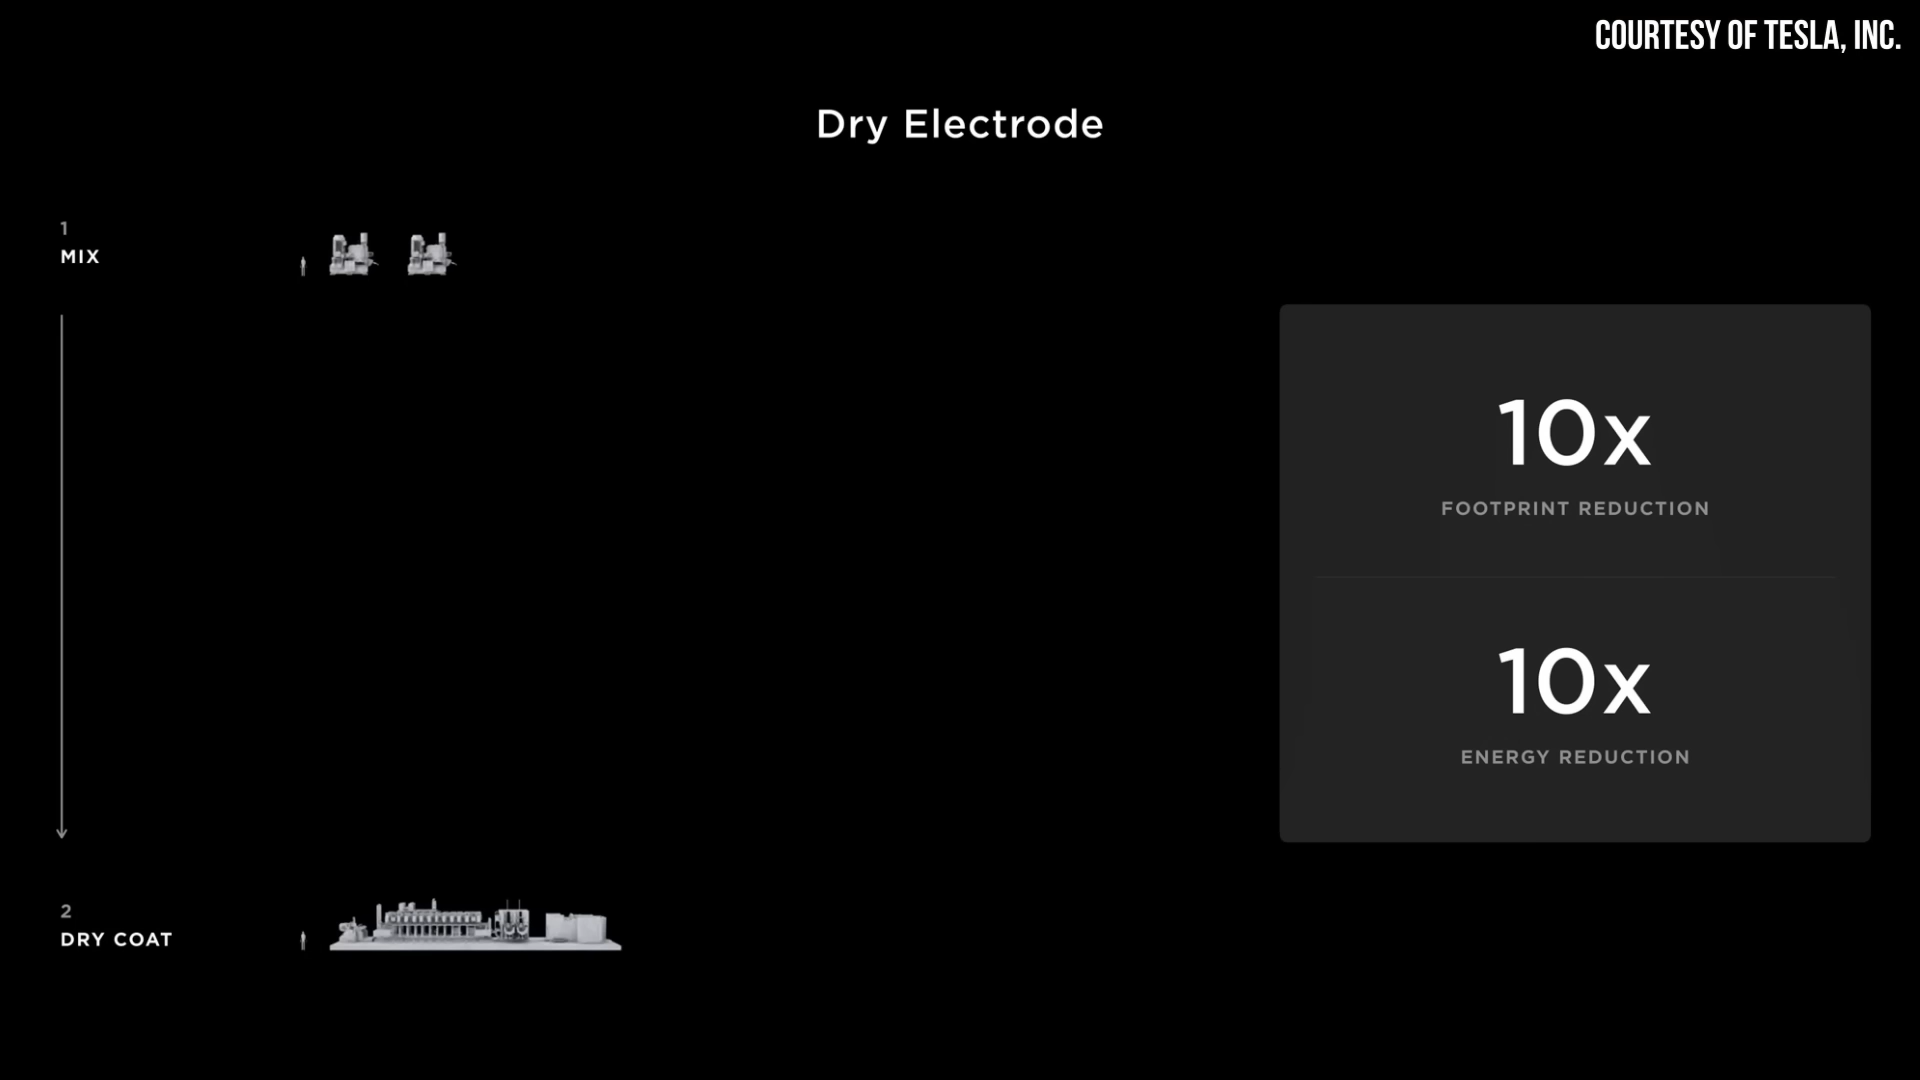 COURTESY OF TESLA, INC.
Dry Electrode
1
MIX
10x
FOOTPRINT REDUCTION
10x
ENERGY REDUCTION
2
DRY COAT